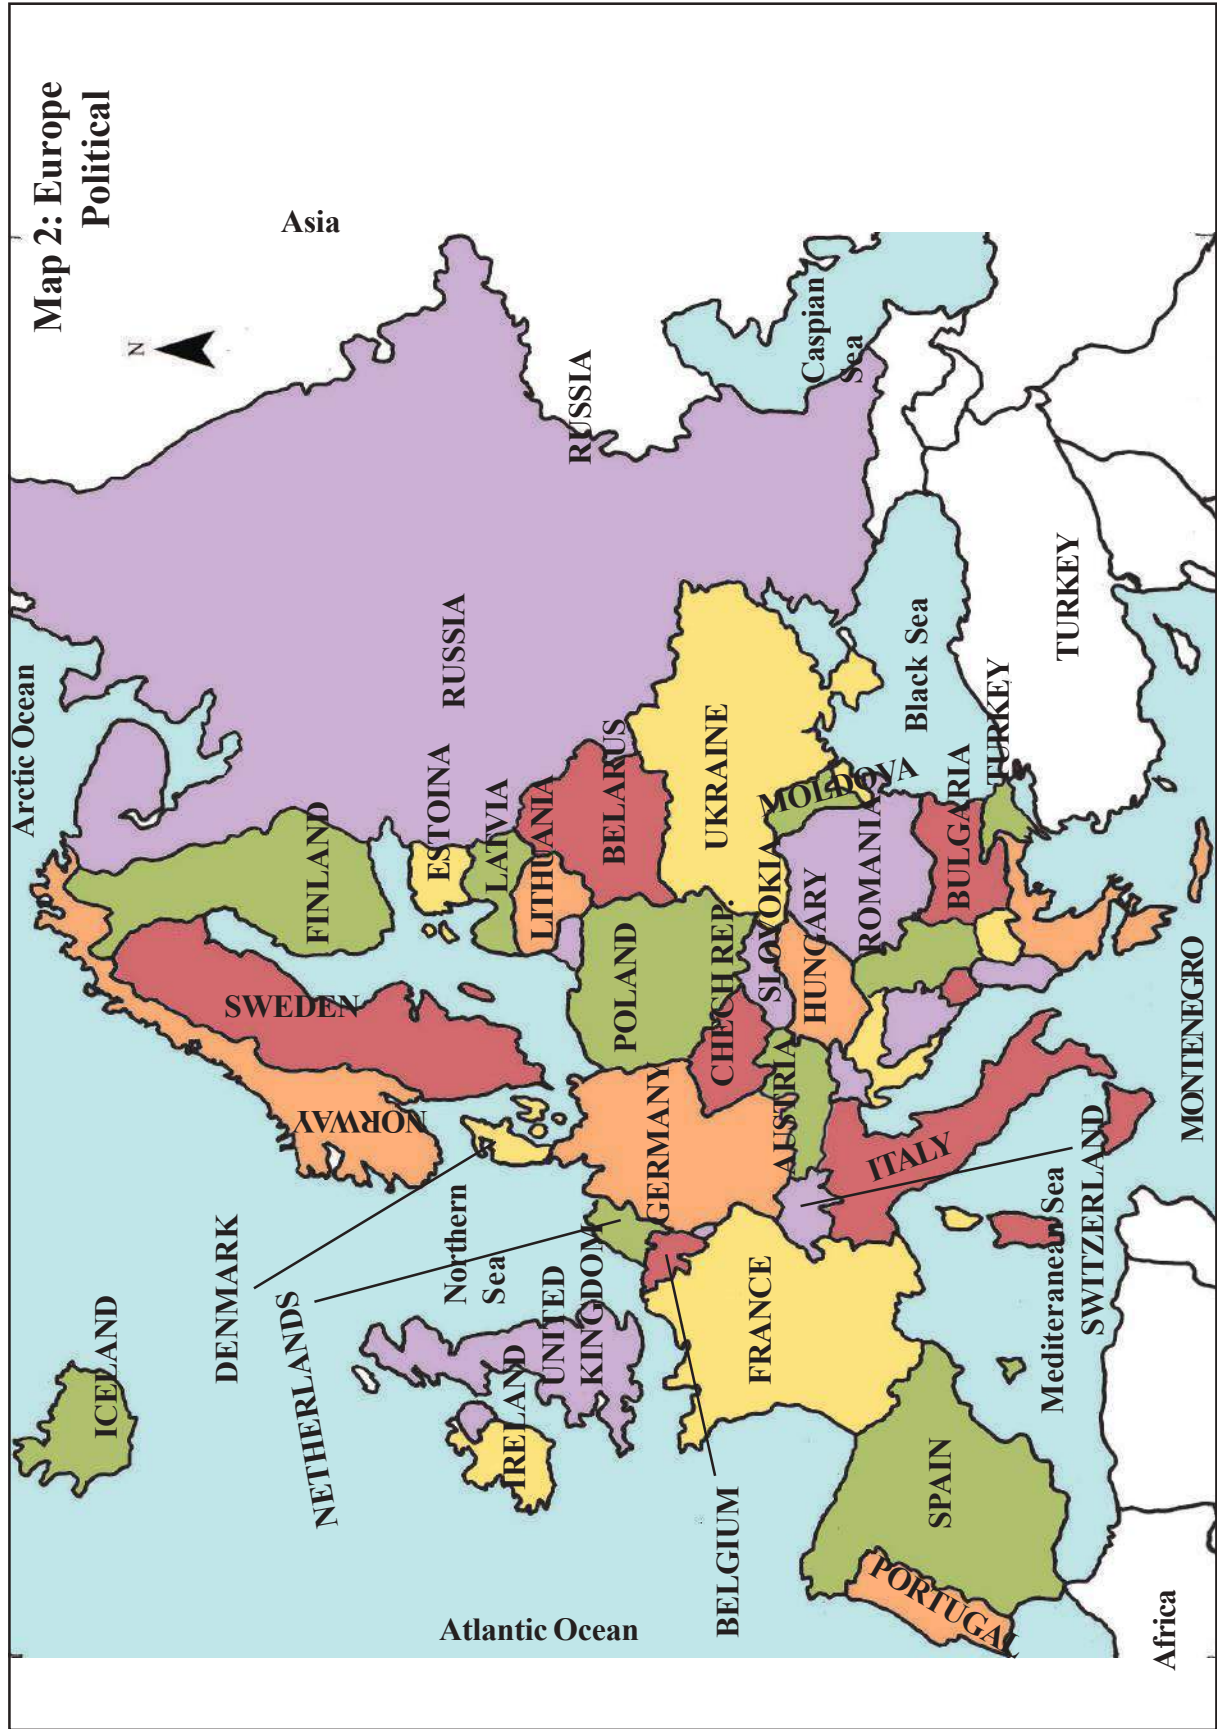 Map 2: Europe
Political
N
Asia
Arctic Ocean
RUSSIA
RUSSIA
Caspian
Sea
ICELAND
FINLAND
SWEDEN
NORWAY
ESTOINA
LATVIA
LITHUANIA
BELARUS
DENMARK
NETHERLANDS
Northern
Sea
UNITED
KINGDOM
IRELAND
POLAND
GERMANY
CHECH REP.
UKRAINE
SLOVOKIA
MOLDOVA
AUSTRIA
HUNGARY
ROMANIA
BULGARIA
Black Sea
TURKEY
TURKEY
BELGIUM
FRANCE
ITALY
Atlantic Ocean
SPAIN
PORTUGAL
Mediteranean Sea
SWITZERLAND
MONTENEGRO
Africa